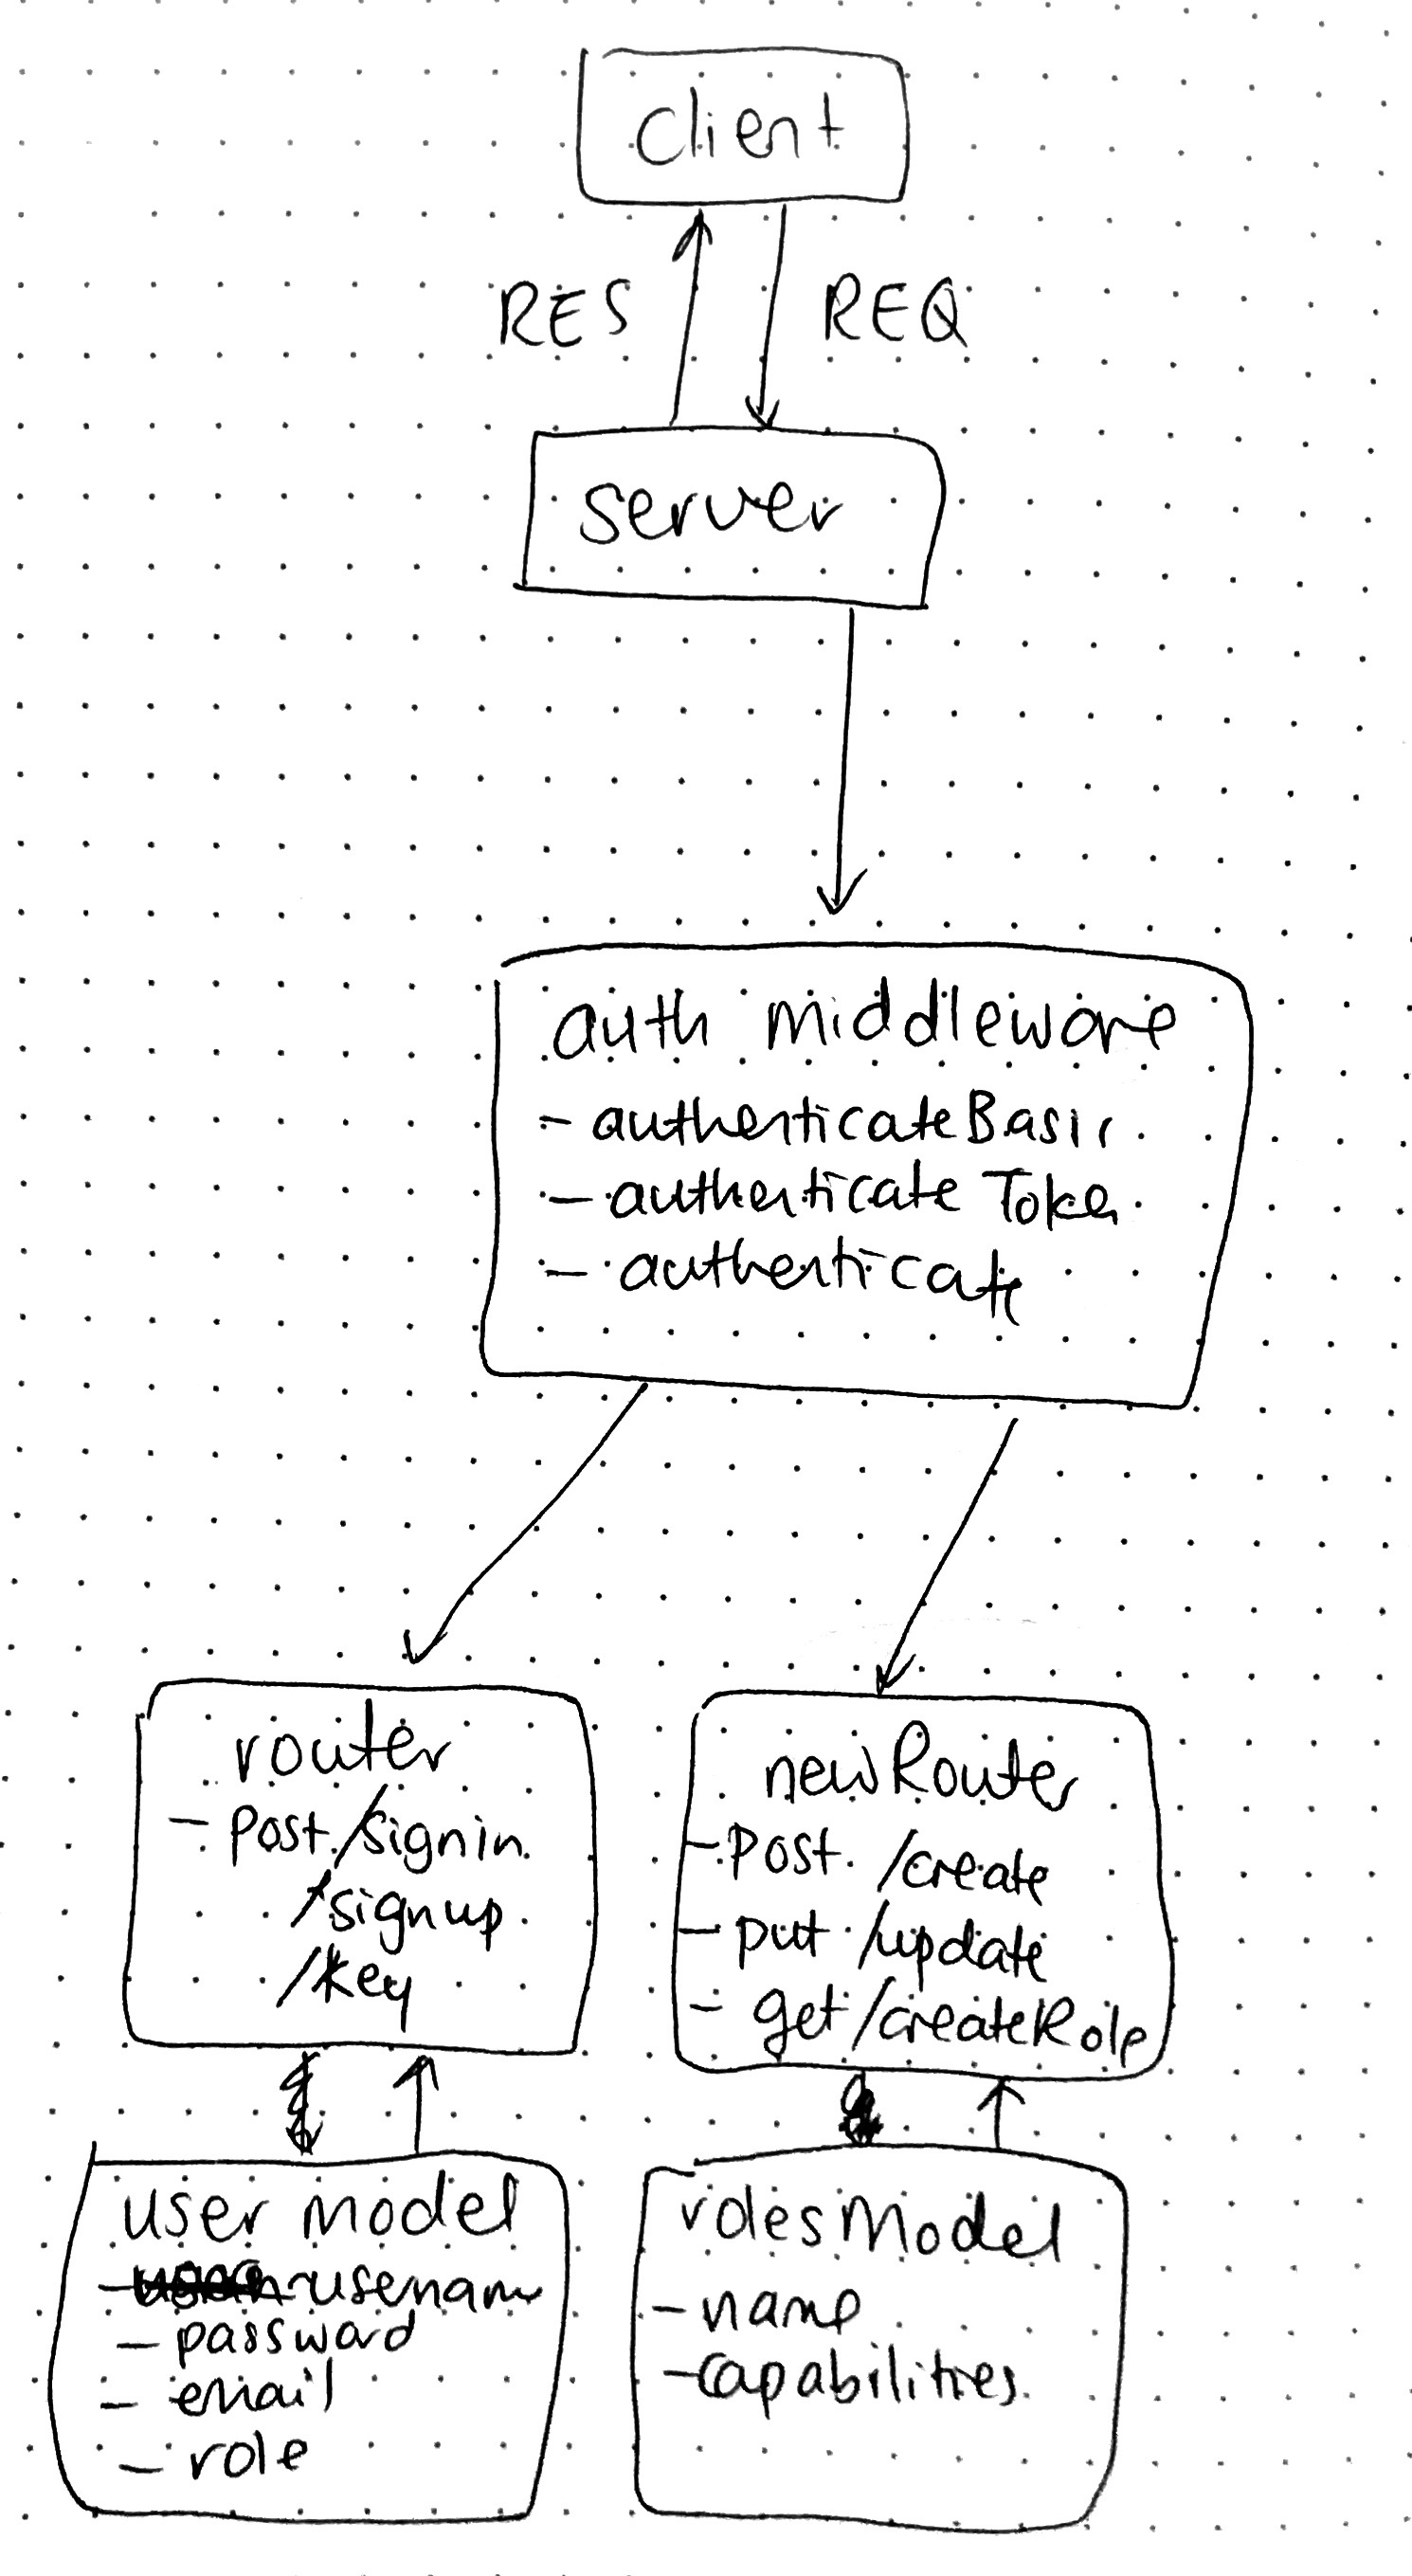 client
RES
REQ
server
auth middleware
- authenticateBasic
- authenticate Token
- authenticate
router
- post /signin
/signup
/key
newRouter
- post /create
- put /update
- get /createRole
user model
- username
- password
- email
- role
rolesModel
- name
- capabilities